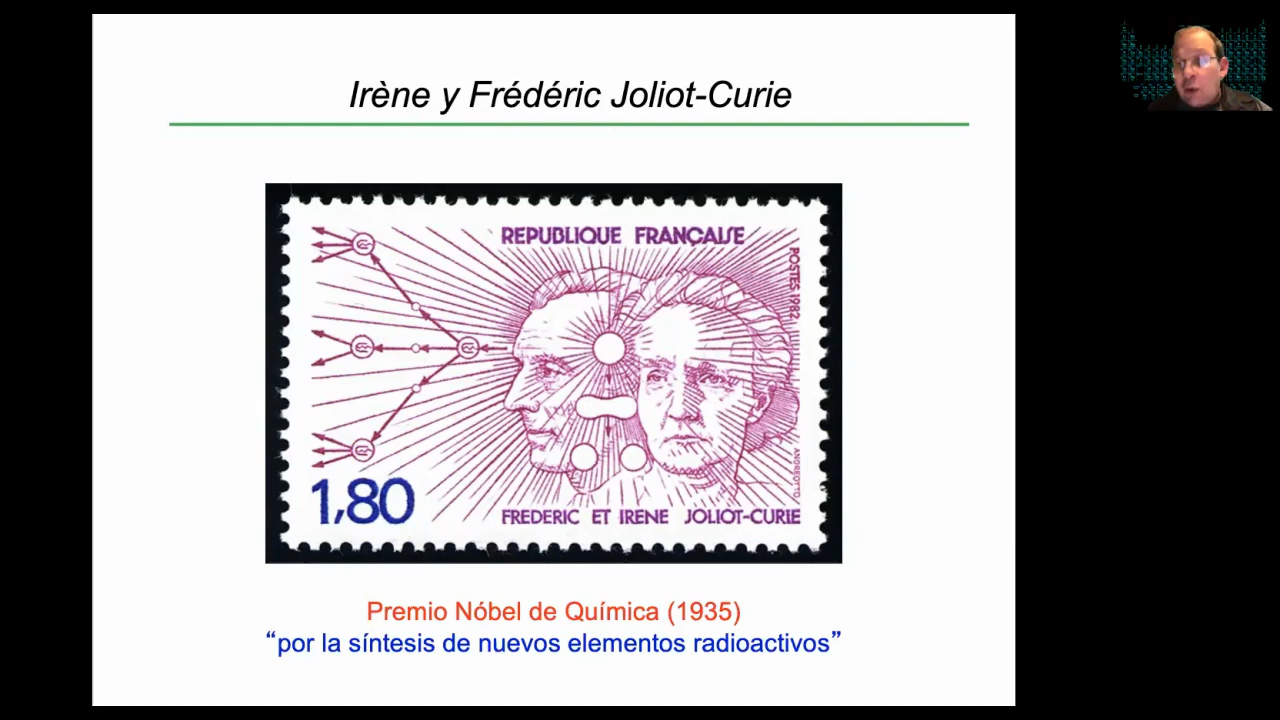 Irène y Frédéric Joliot-Curie
REPUBLIQUE FRANÇAISE
POSTES 1982
ANDREOTTO
1,80
FREDERIC ET IRENE JOLIOT-CURIE
Premio Nóbel de Química (1935)
“por la síntesis de nuevos elementos radioactivos”